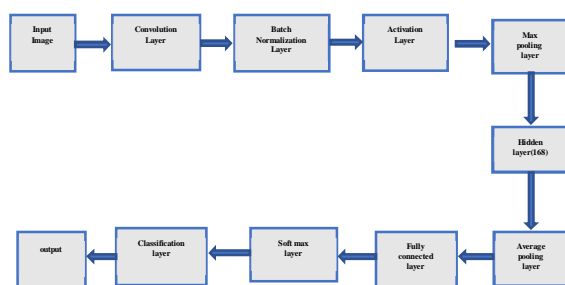 Input
Image
Convolution
Layer
Batch
Normalization
Layer
Activation
Layer
Max
pooling
layer
Hidden
layer(168)
Average
pooling
layer
Fully
connected
layer
Soft max
layer
Classification
layer
output